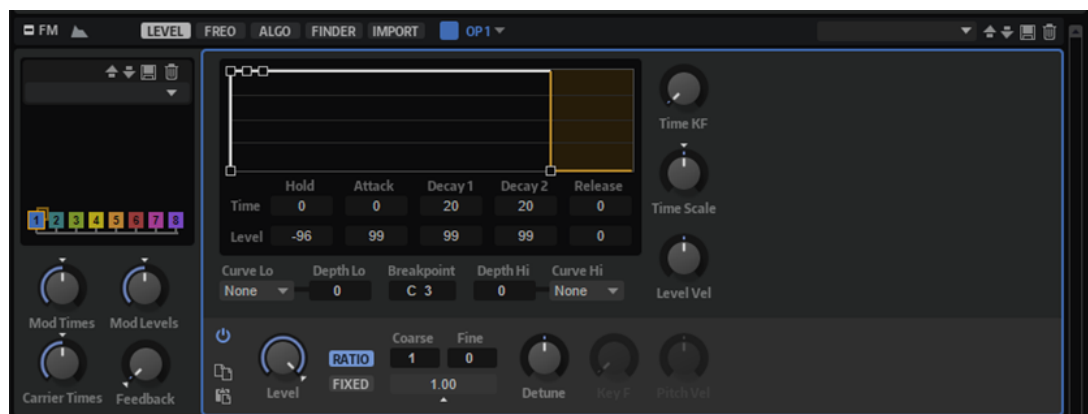 FM LEVEL FREQ ALGO FINDER IMPORT OP1
1 2 3 4 5 6 7 8
Mod Times Mod Levels
Carrier Times Feedback
Hold Attack Decay 1 Decay 2 Release
Time 0 0 20 20 0
Level -96 99 99 99 0
Curve Lo Depth Lo Breakpoint Depth Hi Curve Hi
None 0 C 3 0 None
Time KF
Time Scale
Level Vel
Coarse Fine
RATIO 1 0
FIXED 1.00
Level Detune Key F Pitch Vel